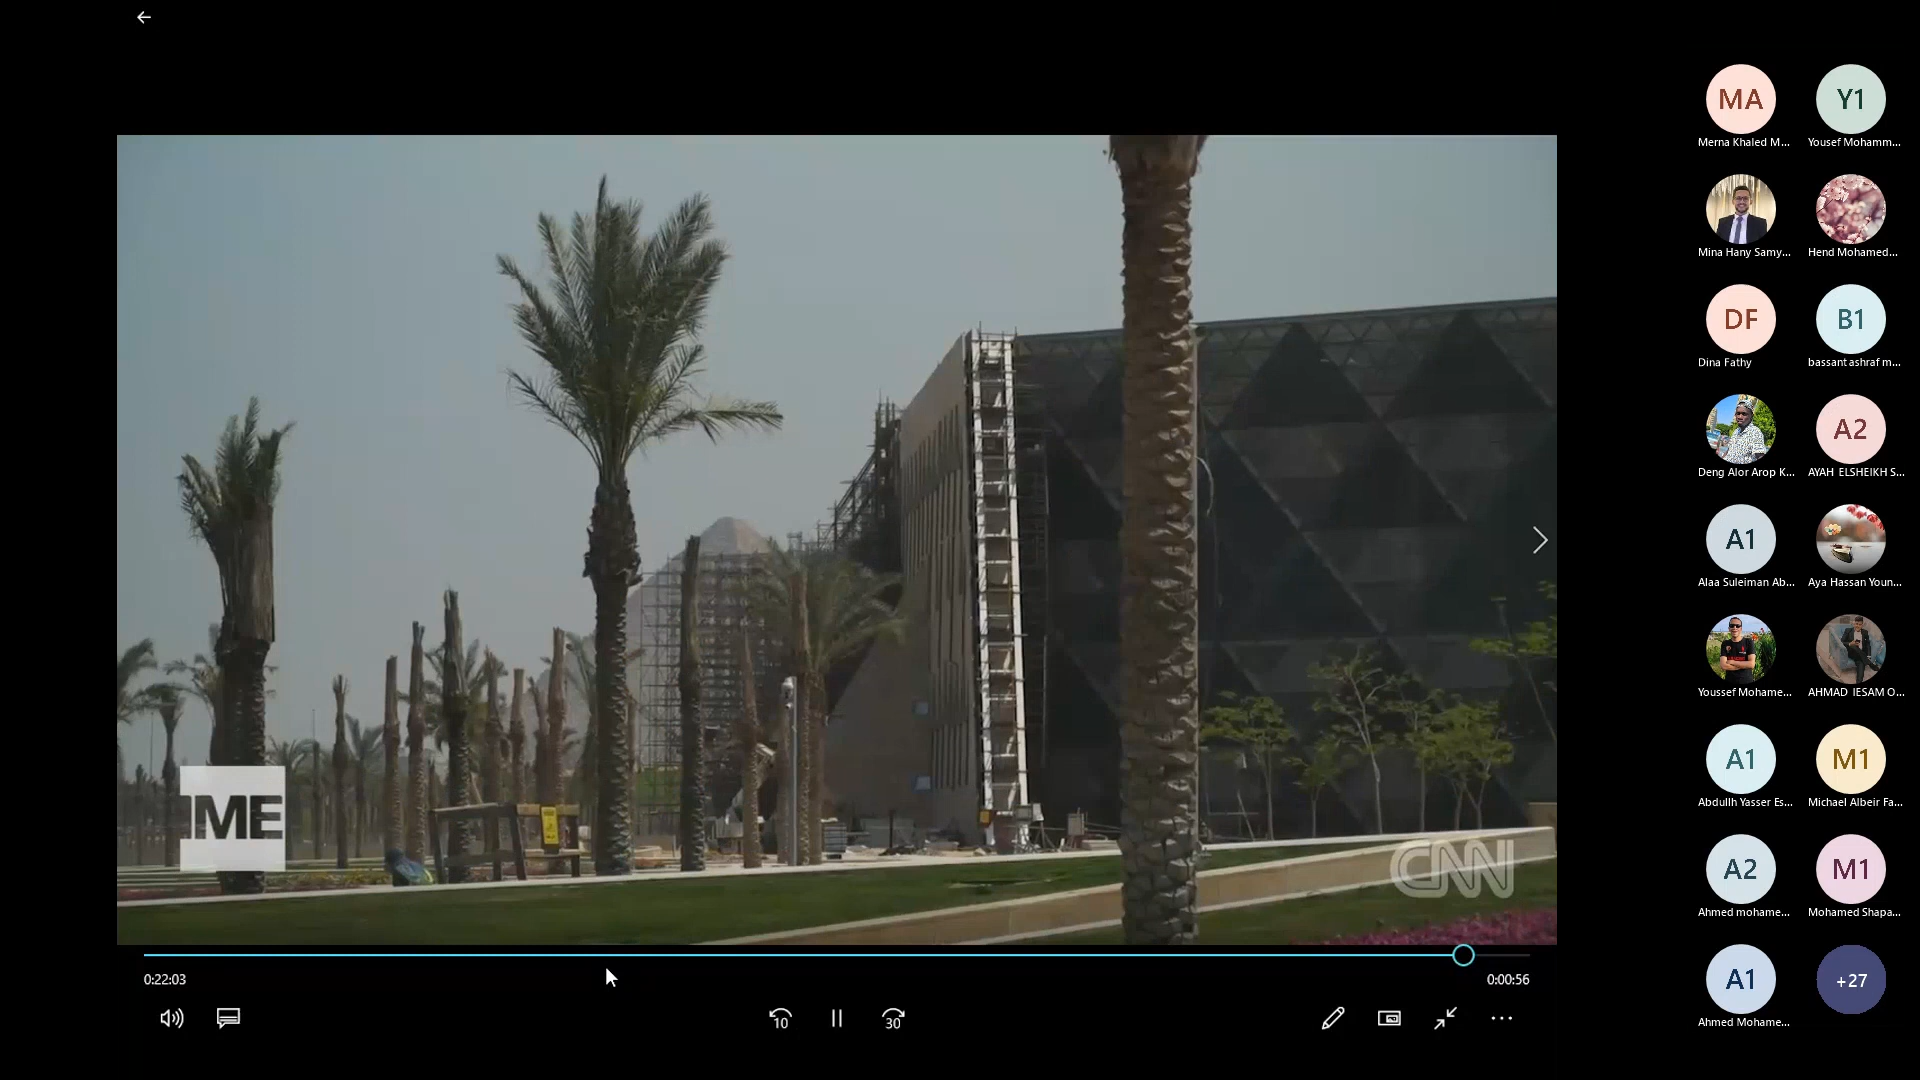 MA
Y1
Merna Khaled M...
Yousef Mohamm...
Mina Hany Samy...
Hend Mohamed...
DF
B1
Dina Fathy
bassant ashraf m...
A2
Deng Alor Arop K...
AYAH ELSHEIKH S...
A1
Alaa Suleiman Ab...
Aya Hassan Youn...
Youssef Mohame...
AHMAD IESAM O...
A1
M1
Abdullh Yasser Es...
Michael Albeir Fa...
A2
M1
Ahmed mohame...
Mohamed Shapa...
A1
+27
Ahmed Mohame...
ME
CNN
0:22:03
0:00:56
10
30